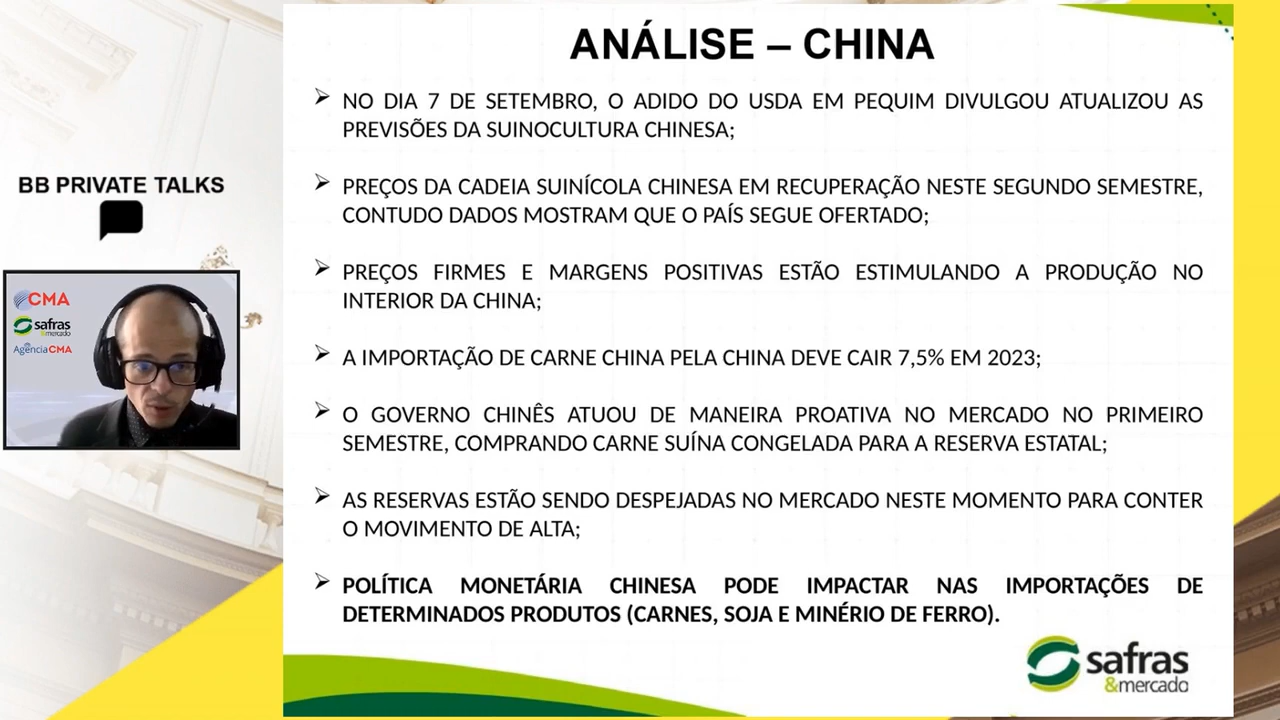 ANÁLISE – CHINA
NO DIA 7 DE SETEMBRO, O ADIDO DO USDA EM PEQUIM DIVULGOU ATUALIZOU AS
PREVISÕES DA SUINOCULTURA CHINESA;
PREÇOS DA CADEIA SUINÍCOLA CHINESA EM RECUPERAÇÃO NESTE SEGUNDO SEMESTRE,
CONTUDO DADOS MOSTRAM QUE O PAÍS SEGUE OFERTADO;
PREÇOS FIRMES E MARGENS POSITIVAS ESTÃO ESTIMULANDO A PRODUÇÃO NO
INTERIOR DA CHINA;
A IMPORTAÇÃO DE CARNE CHINA PELA CHINA DEVE CAIR 7,5% EM 2023;
O GOVERNO CHINÊS ATUOU DE MANEIRA PROATIVA NO MERCADO NO PRIMEIRO
SEMESTRE, COMPRANDO CARNE SUÍNA CONGELADA PARA A RESERVA ESTATAL;
AS RESERVAS ESTÃO SENDO DESPEJADAS NO MERCADO NESTE MOMENTO PARA CONTER
O MOVIMENTO DE ALTA;
POLÍTICA MONETÁRIA CHINESA PODE IMPACTAR NAS IMPORTAÇÕES DE
DETERMINADOS PRODUTOS (CARNES, SOJA E MINÉRIO DE FERRO).
safras
&mercado
BB PRIVATE TALKS
CMA
safras
&mercado
AgênciaCMA